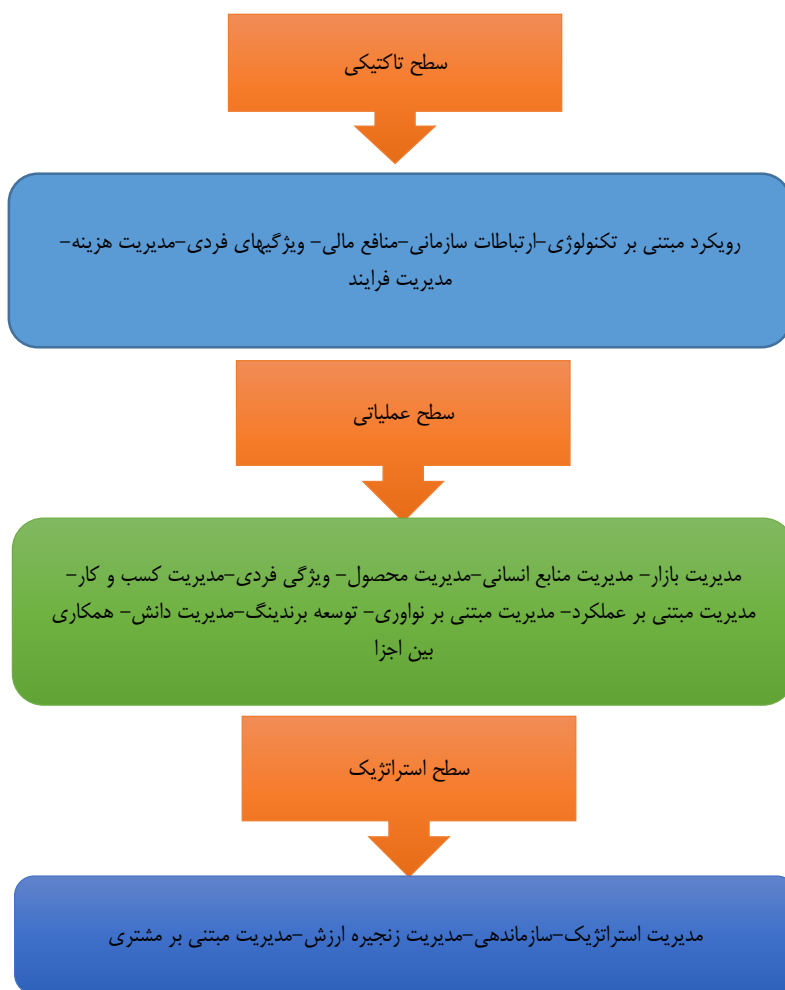 سطح تاکتیکی
رویکرد مبتنی بر تکنولوژی-ارتباطات سازمانی-منافع مالی- ویژگیهای فردی-مدیریت هزینه-
مدیریت فرایند
سطح عملیاتی
مدیریت بازار- مدیریت منابع انسانی-مدیریت محصول- ویژگی فردی-مدیریت کسب و کار-
مدیریت مبتنی بر عملکرد- مدیریت مبتنی بر نواوری- توسعه برندینگ-مدیریت دانش- همکاری
بین اجزا
سطح استراتژیک
مدیریت استراتژیک-سازماندهی-مدیریت زنجیره ارزش-مدیریت مبتنی بر مشتری